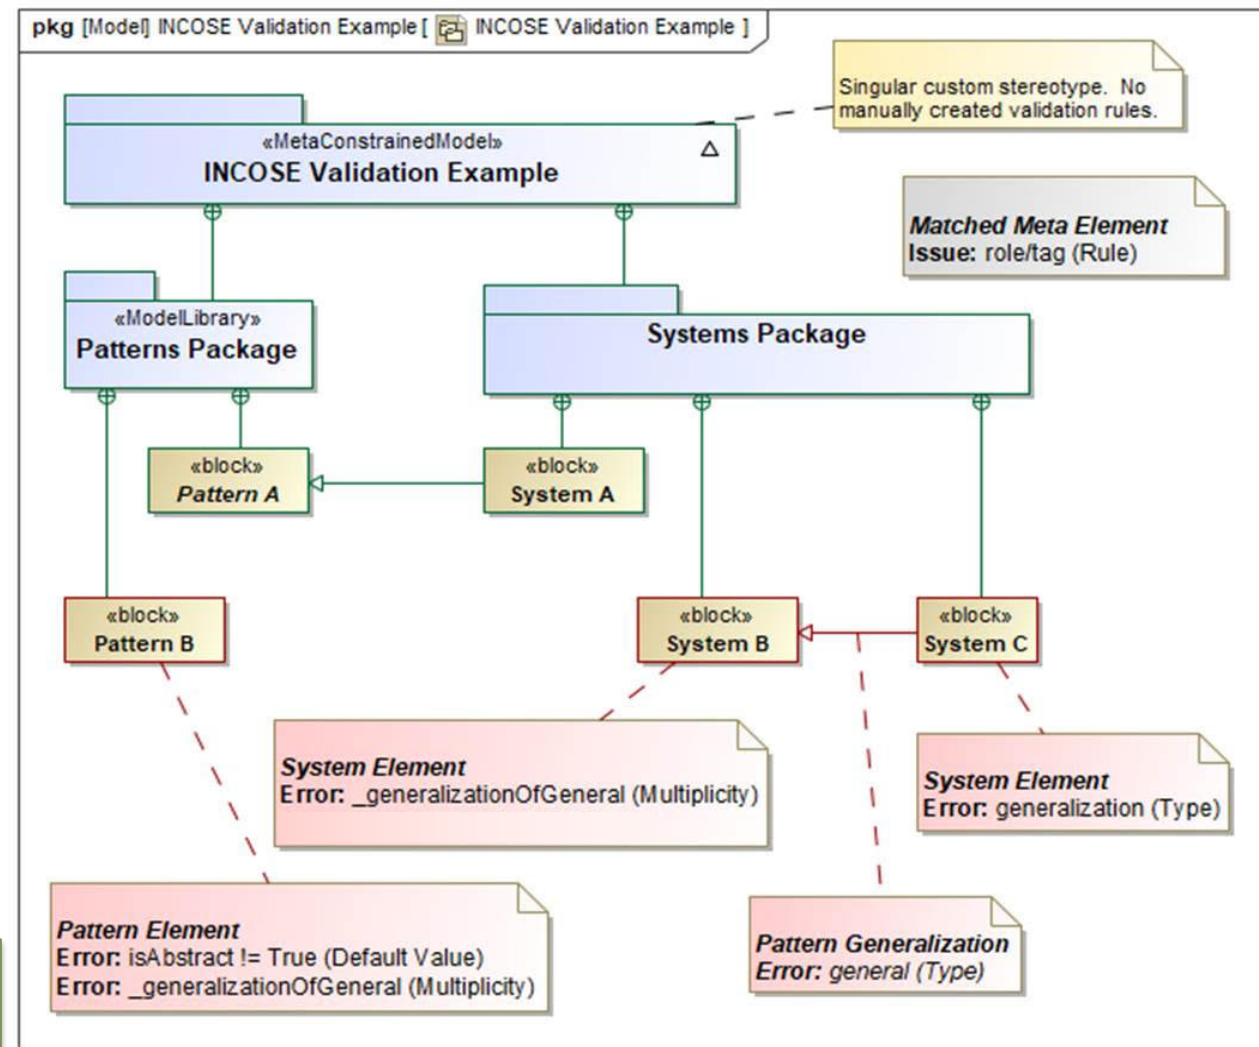 pkg [Model] INCOSE Validation Example [ INCOSE Validation Example ]
Singular custom stereotype. No
manually created validation rules.
«MetaConstrainedModel»
INCOSE Validation Example
Matched Meta Element
Issue: role/tag (Rule)
«ModelLibrary»
Patterns Package
Systems Package
«block»
Pattern A
«block»
System A
«block»
Pattern B
«block»
System B
«block»
System C
System Element
Error: _generalizationOfGeneral (Multiplicity)
System Element
Error: generalization (Type)
Pattern Element
Error: isAbstract != True (Default Value)
Error: _generalizationOfGeneral (Multiplicity)
Pattern Generalization
Error: general (Type)